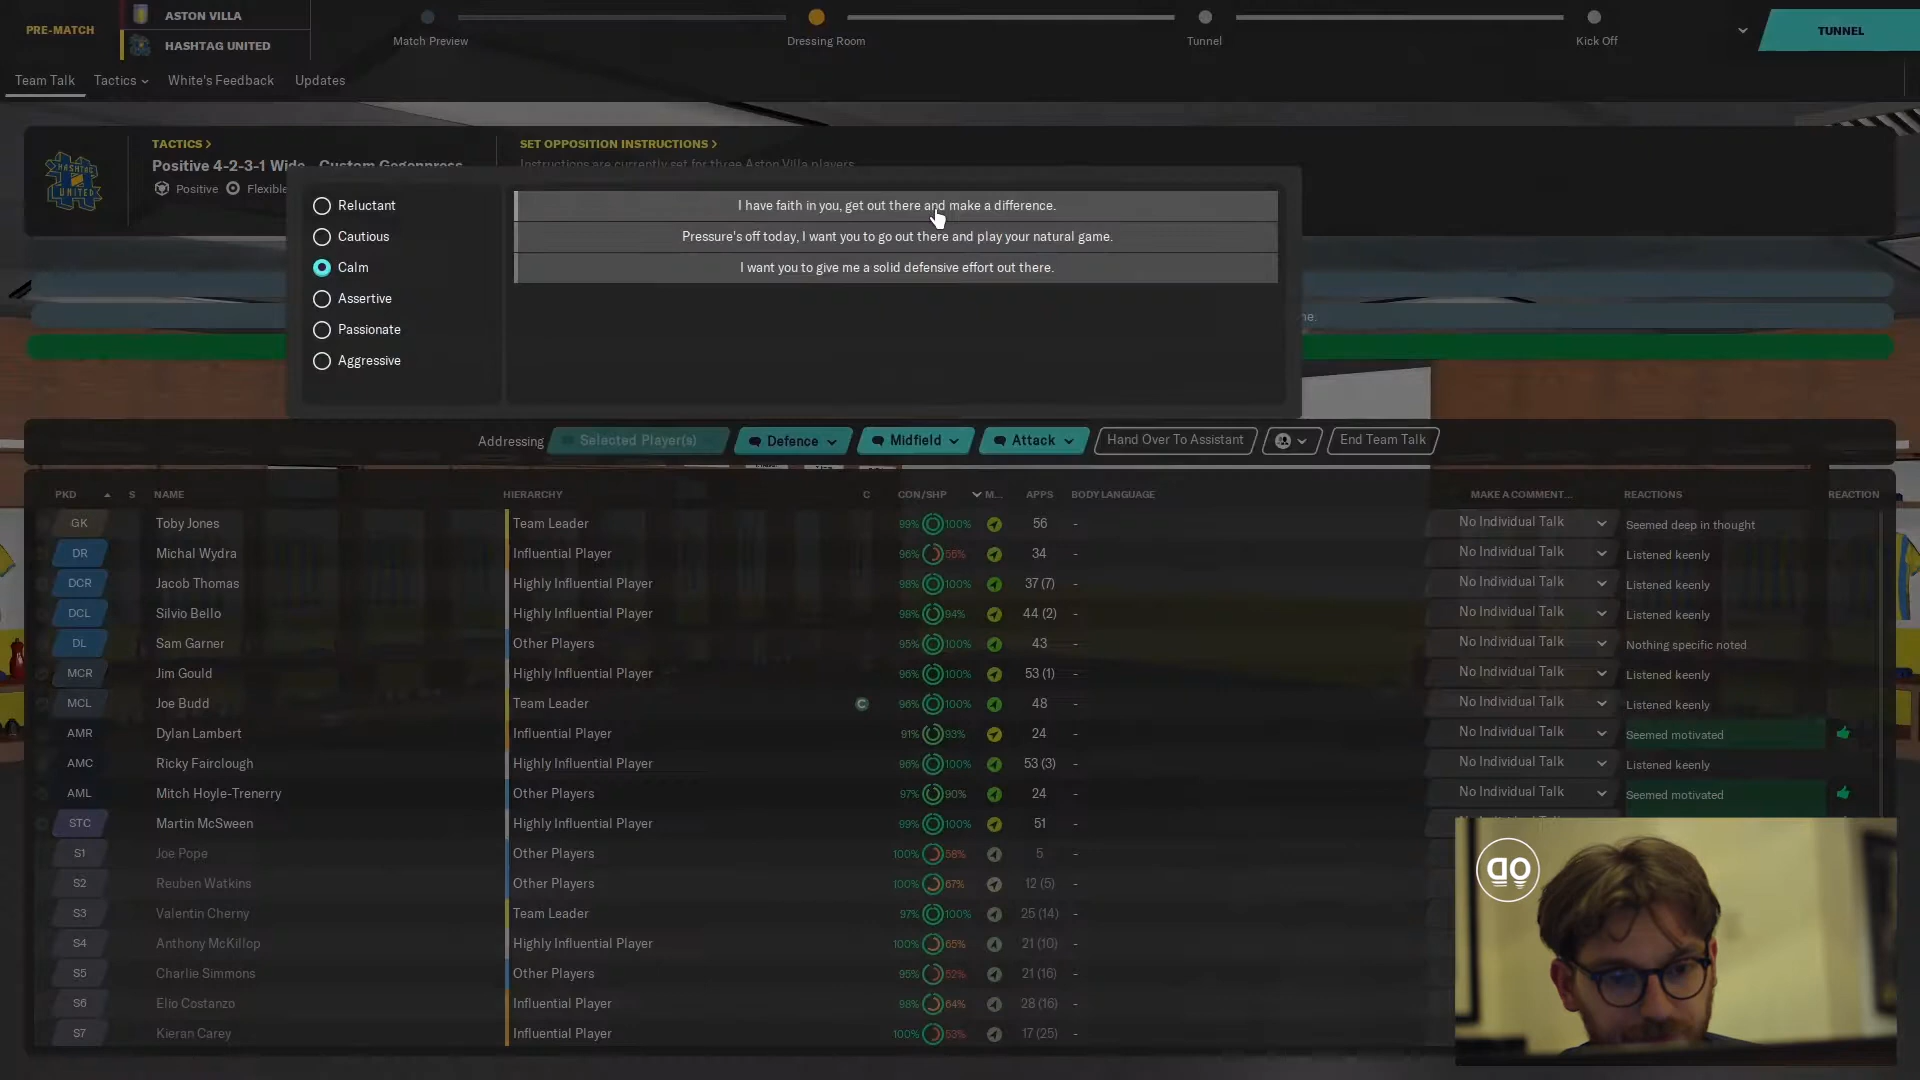 PRE-MATCH
ASTON VILLA
HASHTAG UNITED
Match Preview
Dressing Room
Tunnel
Kick Off
TUNNEL
Team Talk Tactics White's Feedback Updates
TACTICS >
SET OPPOSITION INSTRUCTIONS >
Positive 4-2-3-1 Wide - Custom Gegenpress
Instructions are currently set for three Aston Villa players
HASHTAG UNITED
Positive Flexible
Reluctant
Cautious
Calm
Assertive
Passionate
Aggressive
I have faith in you, get out there and make a difference.
Pressure's off today, I want you to go out there and play your natural game.
I want you to give me a solid defensive effort out there.
Addressing Selected Player(s) Defence Midfield Attack Hand Over To Assistant End Team Talk
PKD S NAME HIERARCHY C CON/SHP M... APPS BODY LANGUAGE MAKE A COMMENT... REACTIONS REACTION
GK Toby Jones Team Leader 99% 100% 56 - No Individual Talk Seemed deep in thought
DR Michal Wydra Influential Player 96% 55% 34 - No Individual Talk Listened keenly
DCR Jacob Thomas Highly Influential Player 98% 100% 37 (7) - No Individual Talk Listened keenly
DCL Silvio Bello Highly Influential Player 98% 94% 44 (2) - No Individual Talk Listened keenly
DL Sam Garner Other Players 95% 100% 43 - No Individual Talk Nothing specific noted
MCR Jim Gould Highly Influential Player 96% 100% 53 (1) - No Individual Talk Listened keenly
MCL Joe Budd Team Leader C 96% 100% 48 - No Individual Talk Listened keenly
AMR Dylan Lambert Influential Player 91% 93% 24 - No Individual Talk Seemed motivated
AMC Ricky Fairclough Highly Influential Player 96% 100% 53 (3) - No Individual Talk Listened keenly
AML Mitch Hoyle-Trenerry Other Players 97% 90% 24 - No Individual Talk Seemed motivated
STC Martin McSween Highly Influential Player 99% 100% 51 -
S1 Joe Pope Other Players 100% 58% 5 -
S2 Reuben Watkins Other Players 100% 67% 12 (5) -
S3 Valentin Cherny Team Leader 97% 100% 25 (14) -
S4 Anthony McKillop Highly Influential Player 100% 65% 21 (10) -
S5 Charlie Simmons Other Players 95% 52% 21 (16) -
S6 Elio Costanzo Influential Player 98% 64% 28 (16) -
S7 Kieran Carey Influential Player 100% 53% 17 (25) -